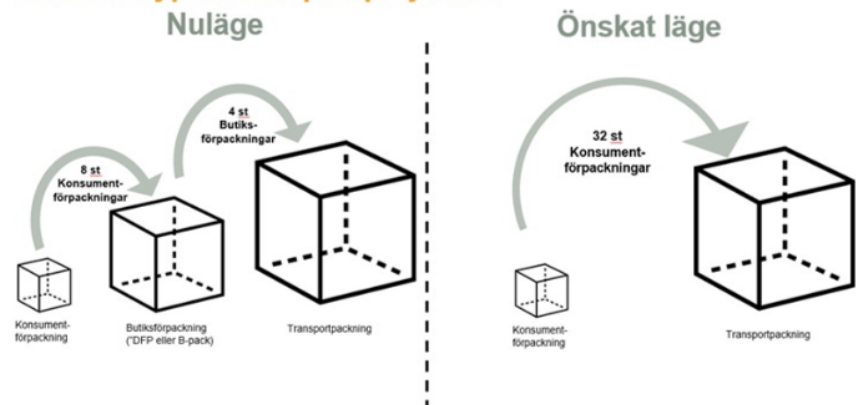 Nuläge
Önskat läge
4 st
Butiks-
förpackningar
8 st
Konsument-
förpackningar
32 st
Konsument-
förpackningar
Konsument-
förpackning
Butiksförpackning
(*DFP eller B-pack)
Transportpackning
Konsument-
förpackning
Transportpackning